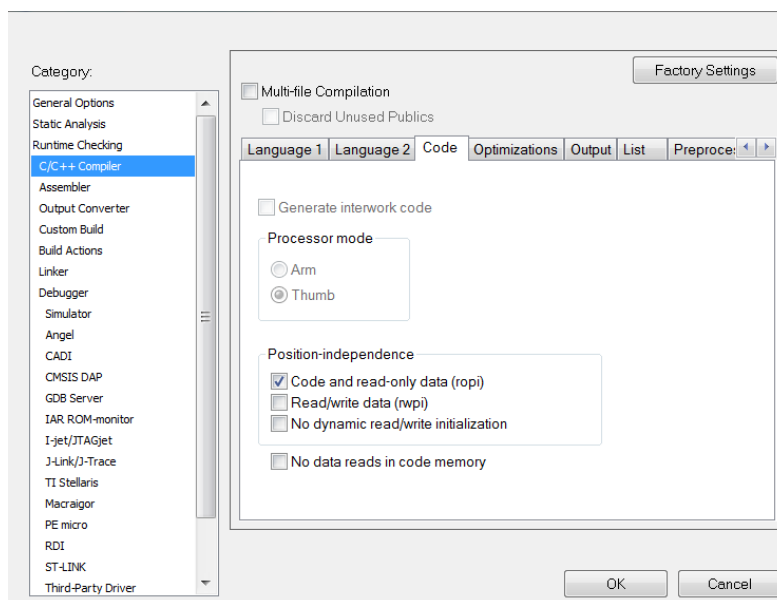 Category:
General Options
Static Analysis
Runtime Checking
C/C++ Compiler
Assembler
Output Converter
Custom Build
Build Actions
Linker
Debugger
Simulator
Angel
CADI
CMSIS DAP
GDB Server
IAR ROM-monitor
I-jet/JTAGjet
J-Link/J-Trace
TI Stellaris
Macraigor
PE micro
RDI
ST-LINK
Third-Party Driver
Factory Settings
Multi-file Compilation
Discard Unused Publics
Language 1 Language 2 Code Optimizations Output List Preproce
Generate interwork code
Processor mode
Arm
Thumb
Position-independence
Code and read-only data (ropi)
Read/write data (rwpi)
No dynamic read/write initialization
No data reads in code memory
OK Cancel